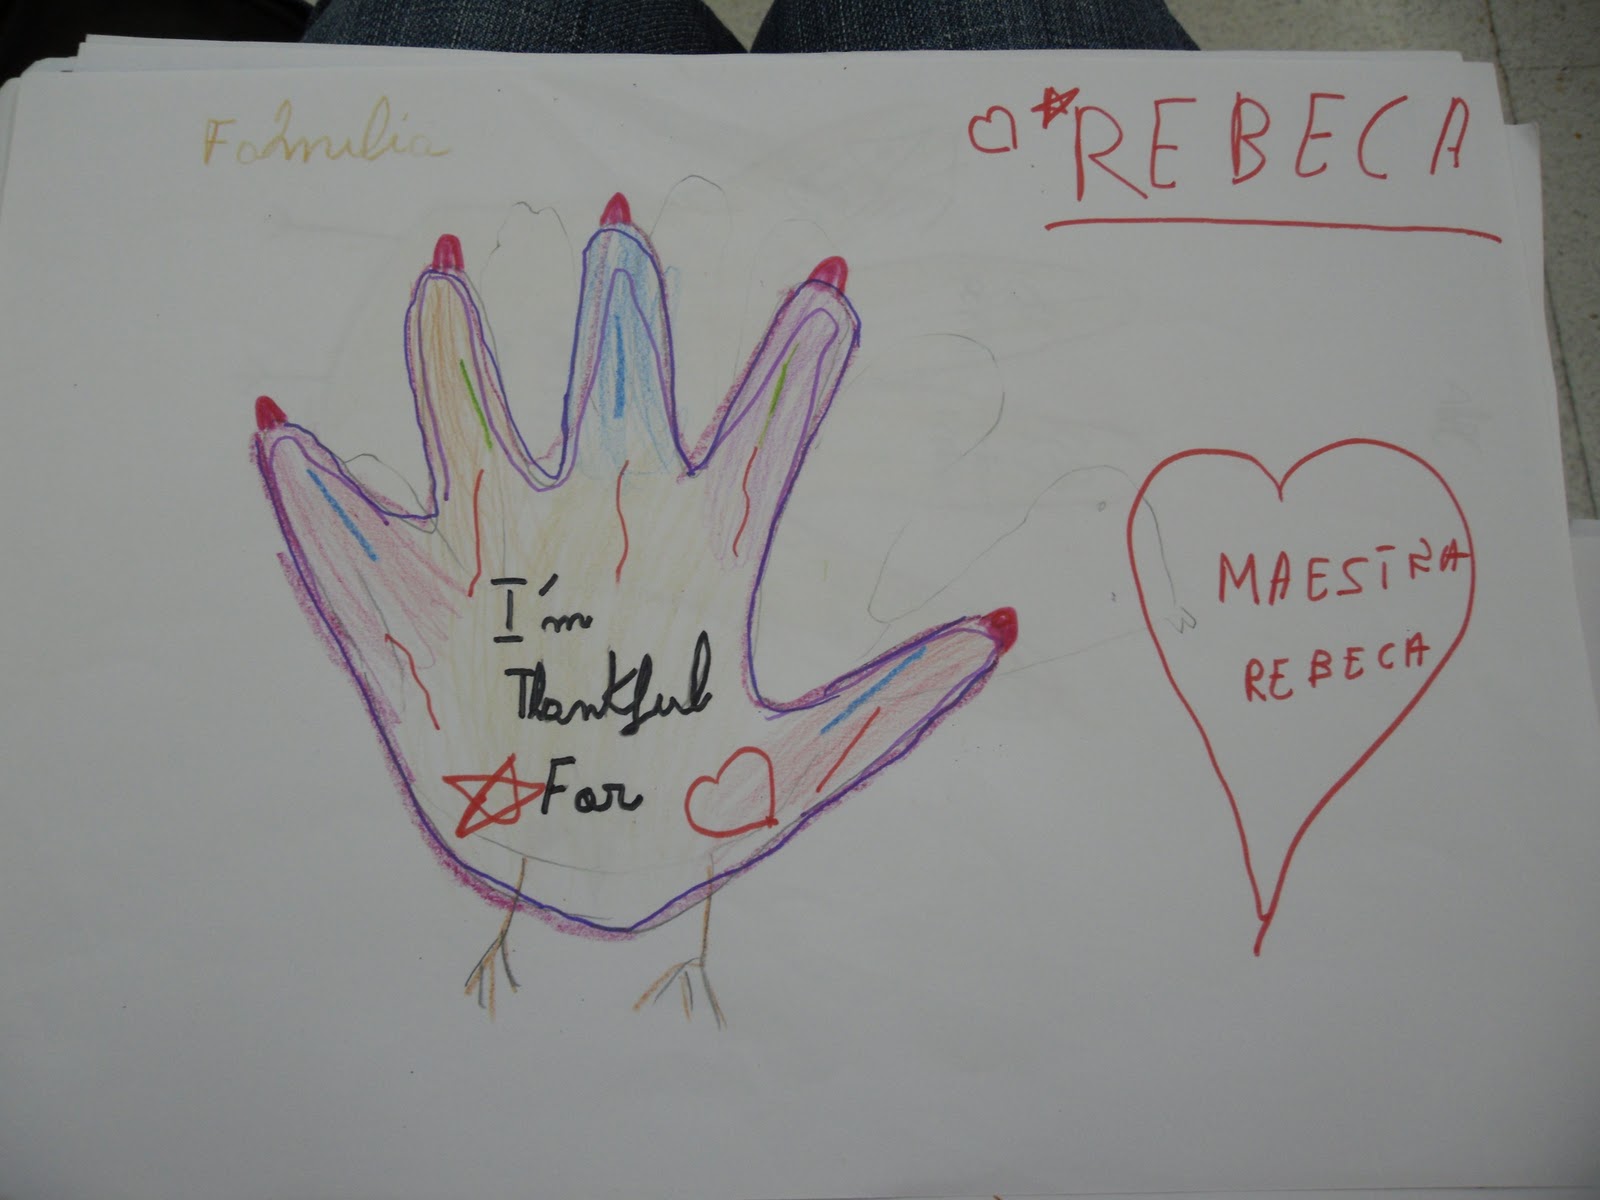 Familia
REBECA
I'm
Thankful
For
MAESTRA
REBECA